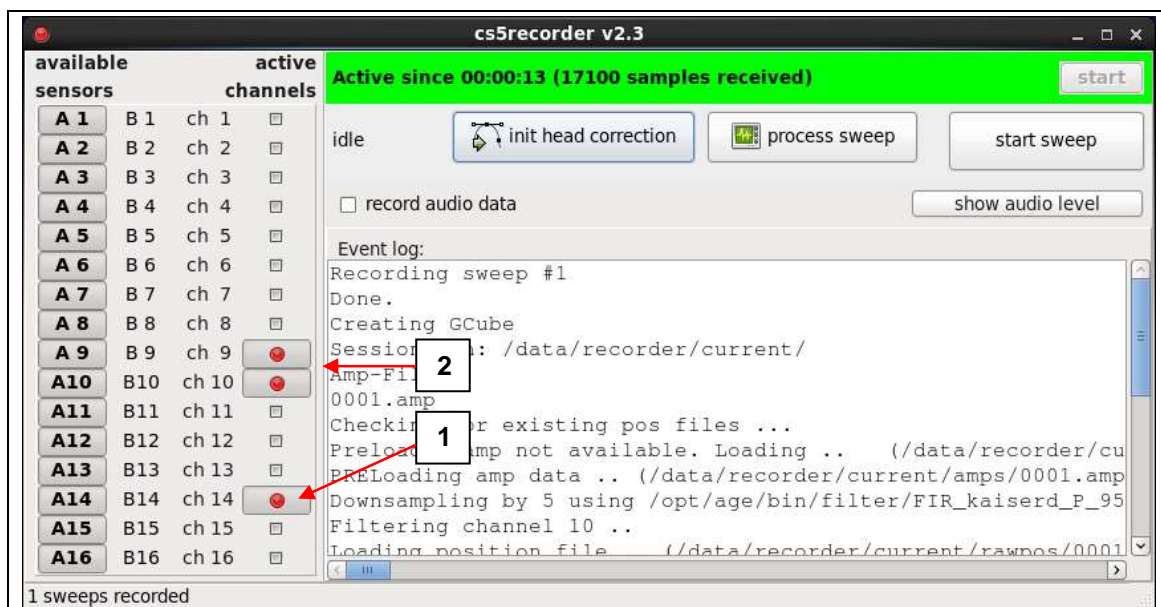 cs5recorder v2.3
available active
sensors channels
Active since 00:00:13 (17100 samples received) start
A 1 B 1 ch 1
A 2 B 2 ch 2
A 3 B 3 ch 3
A 4 B 4 ch 4
A 5 B 5 ch 5
A 6 B 6 ch 6
A 7 B 7 ch 7
A 8 B 8 ch 8
A 9 B 9 ch 9
A10 B10 ch 10
A11 B11 ch 11
A12 B12 ch 12
A13 B13 ch 13
A14 B14 ch 14
A15 B15 ch 15
A16 B16 ch 16
idle init head correction process sweep start sweep
record audio data show audio level
Event log:
Recording sweep #1
Done.
Creating GCube
Session : /data/recorder/current/
Amp-Fi
0001.amp
Checkin or existing pos files ...
Preloa amp not available. Loading .. (/data/recorder/cu
PRELoading amp data .. (/data/recorder/current/amps/0001.amp
Downsampling by 5 using /opt/age/bin/filter/FIR_kaiserd_P_95
Filtering channel 10 ..
Loading position file (/data/recorder/current/rawpos/0001
2
1
1 sweeps recorded